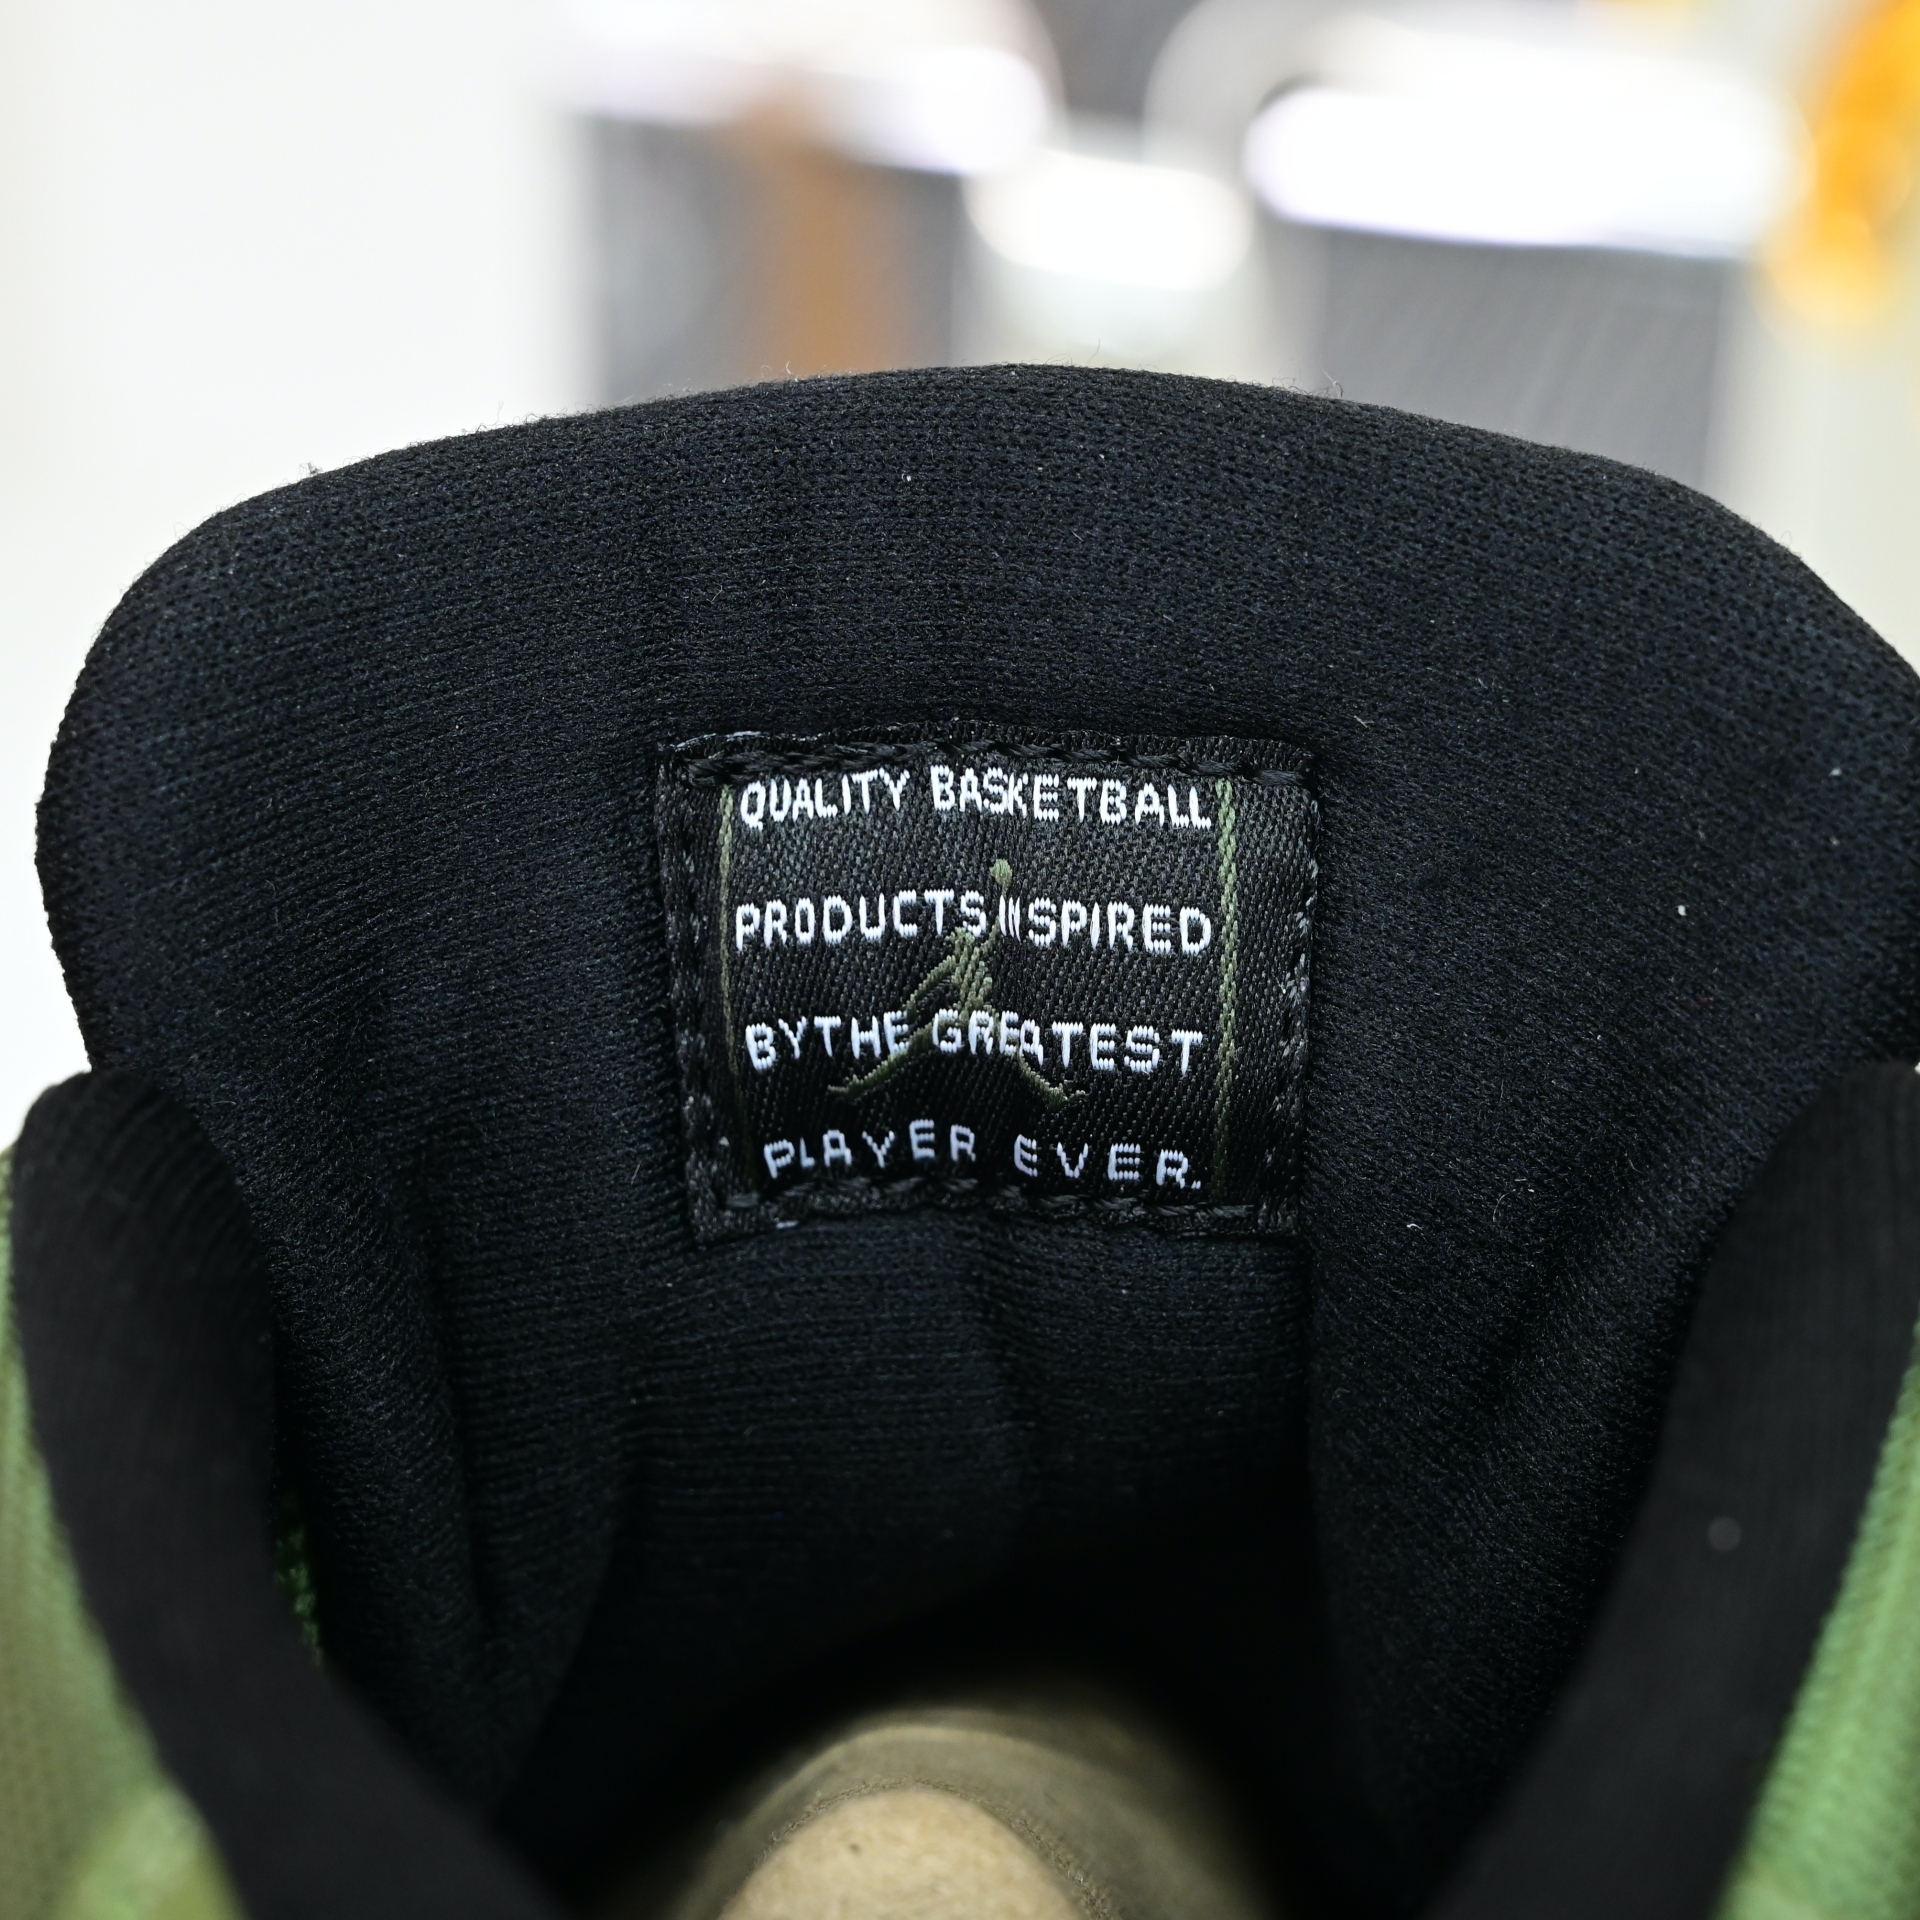 QUALITY BASKETBALL
PRODUCTS INSPIRED
BY THE GREATEST
PLAYER EVER.